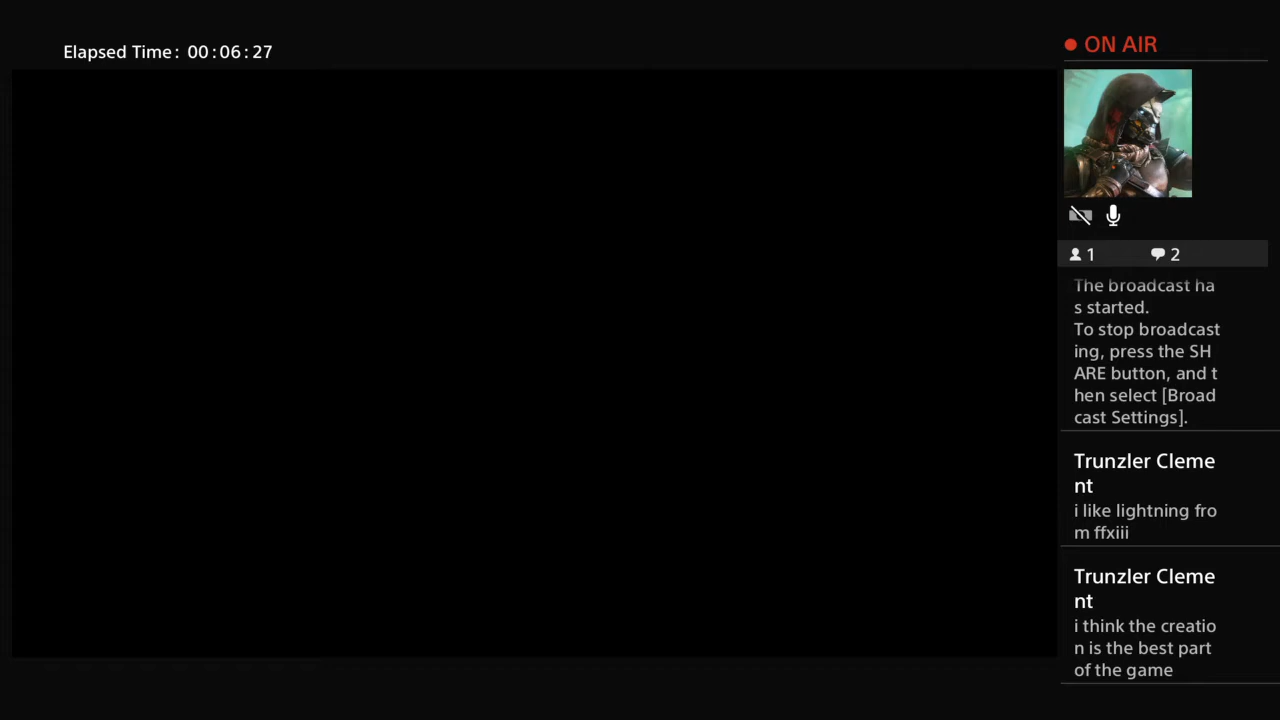 Elapsed Time: 00:06:27
ON AIR
1 2
The broadcast ha
s started.
To stop broadcast
ing, press the SH
ARE button, and t
hen select [Broad
cast Settings].
Trunzler Cleme
nt
i like lightning fro
m ffxiii
Trunzler Cleme
nt
i think the creatio
n is the best part
of the game